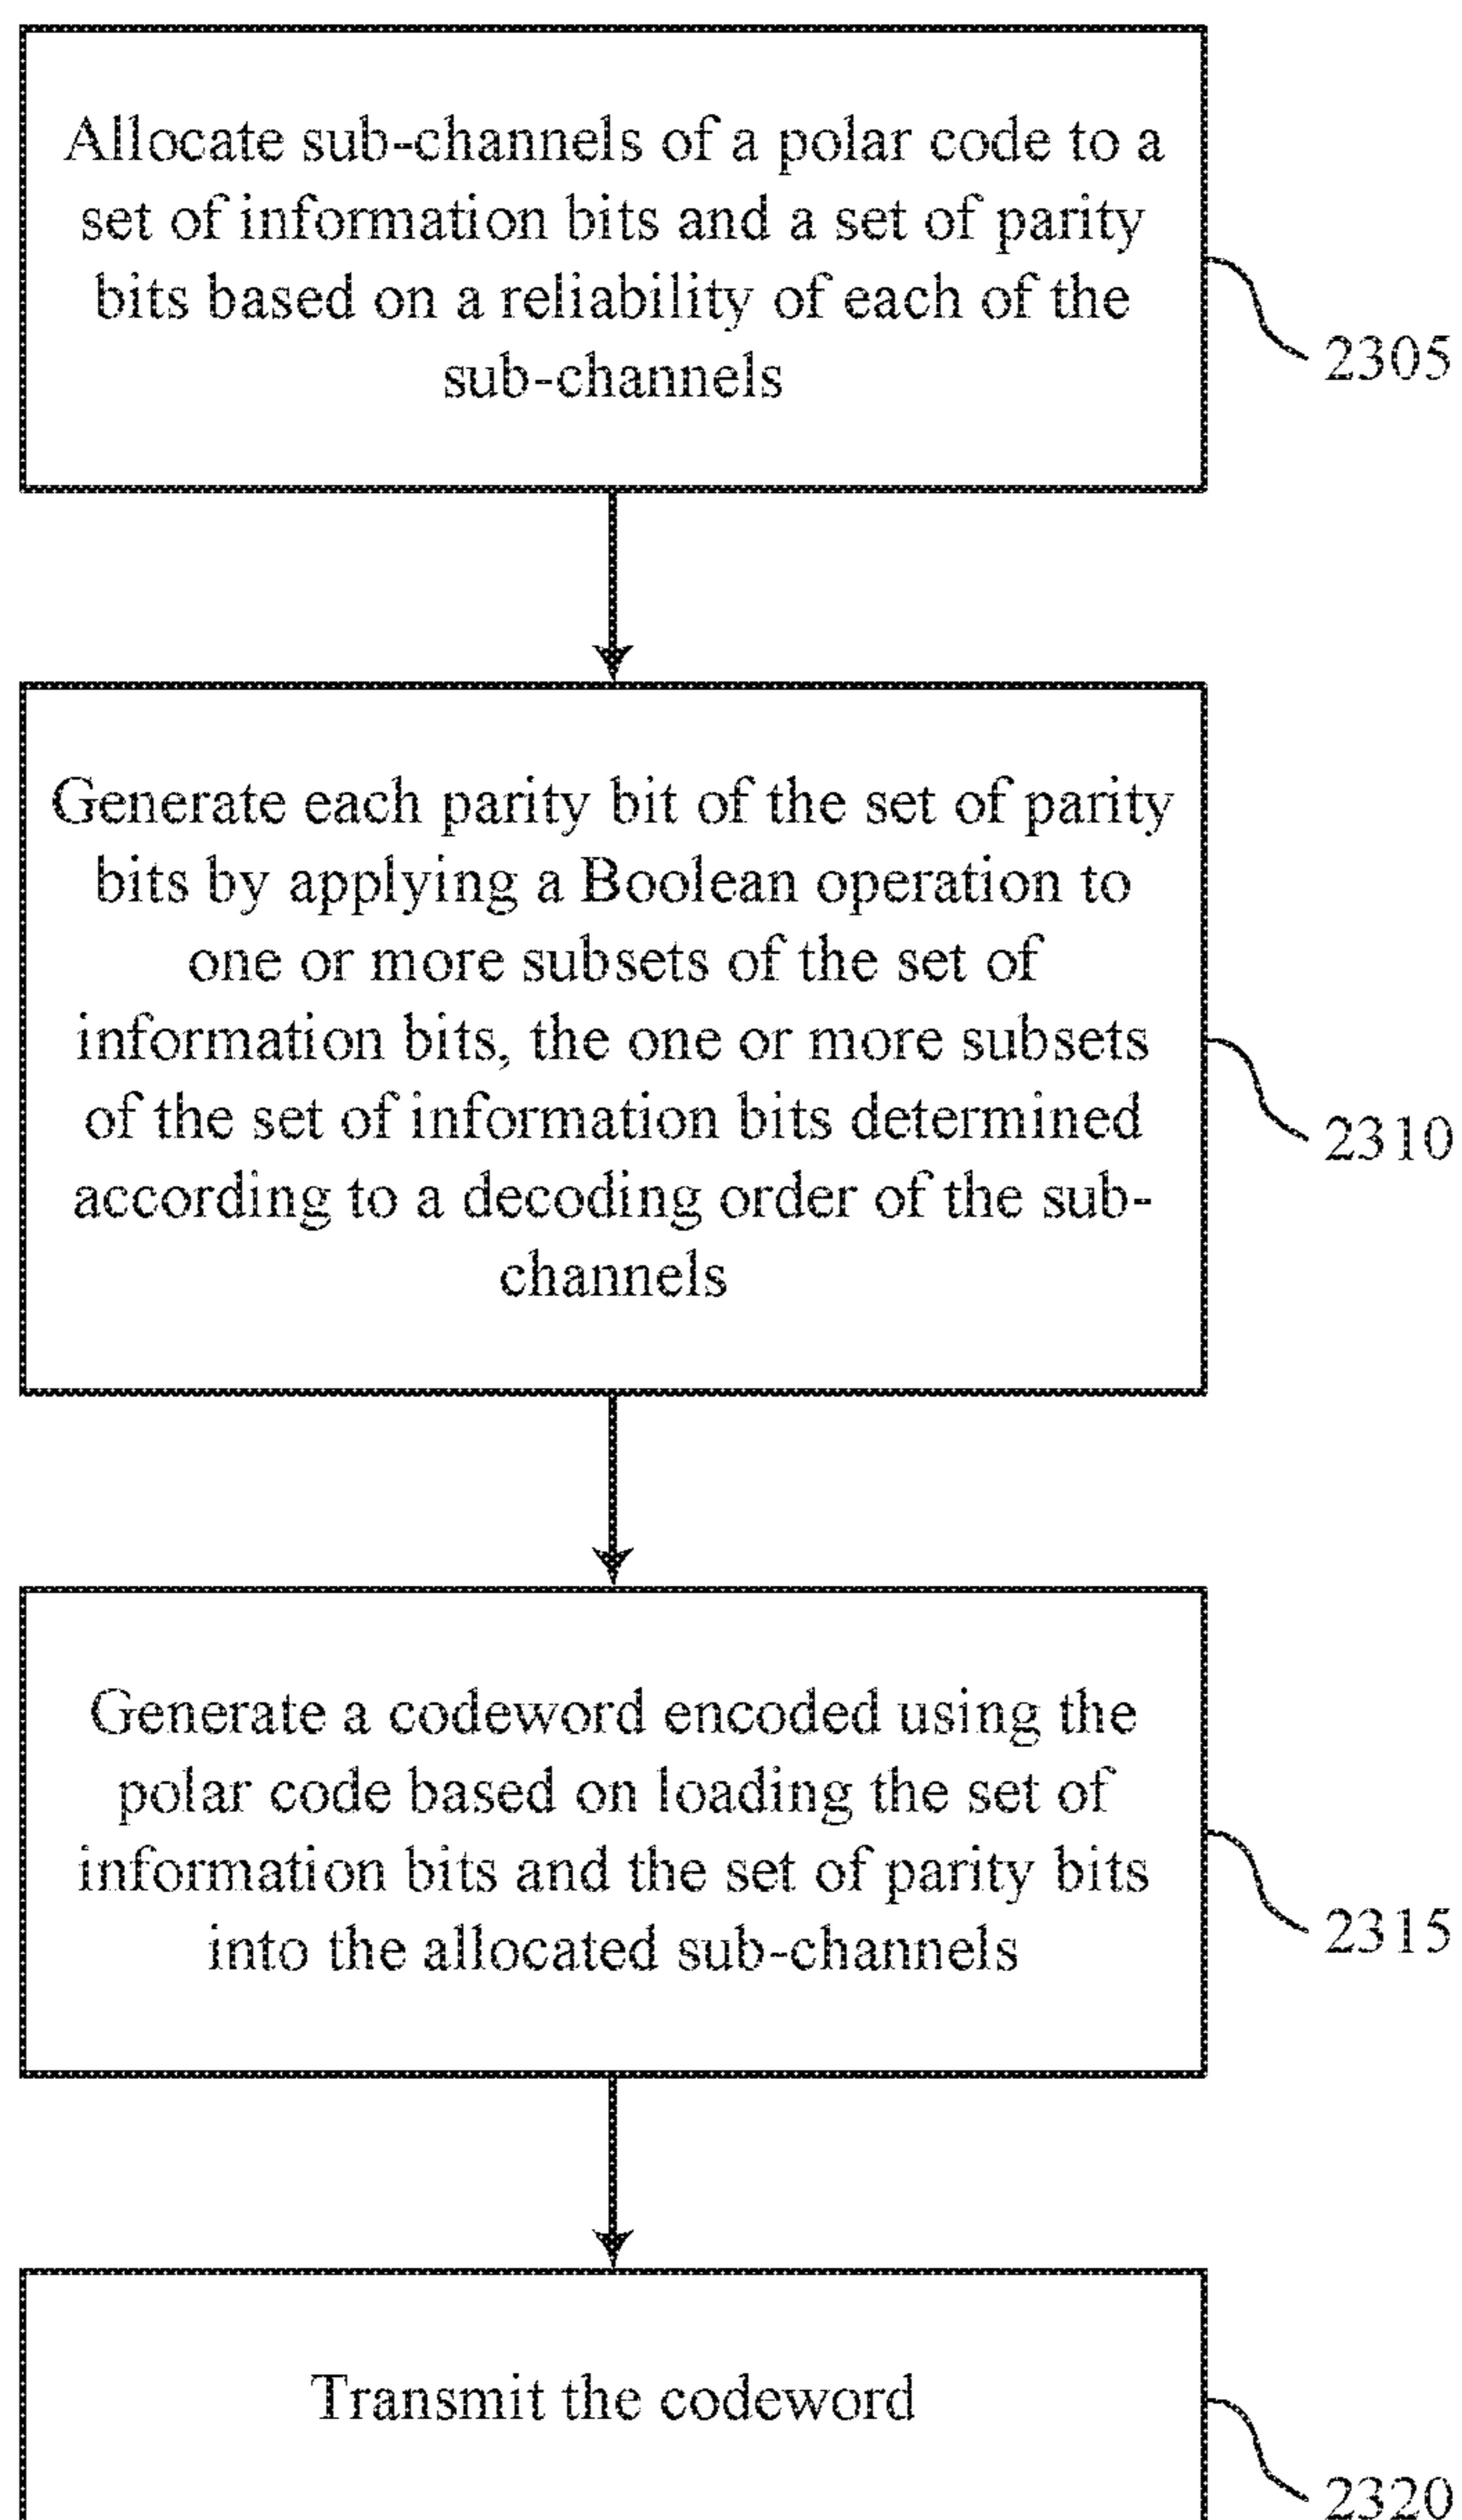 Allocate sub-channels of a polar code to a
set of information bits and a set of parity
bits based on a reliability of each of the
sub-channels
2305
Generate each parity bit of the set of parity
bits by applying a Boolean operation to
one or more subsets of the set of
information bits, the one or more subsets
of the set of information bits determined
according to a decoding order of the sub-
channels
2310
Generate a codeword encoded using the
polar code based on loading the set of
information bits and the set of parity bits
into the allocated sub-channels
2315
Transmit the codeword
2320